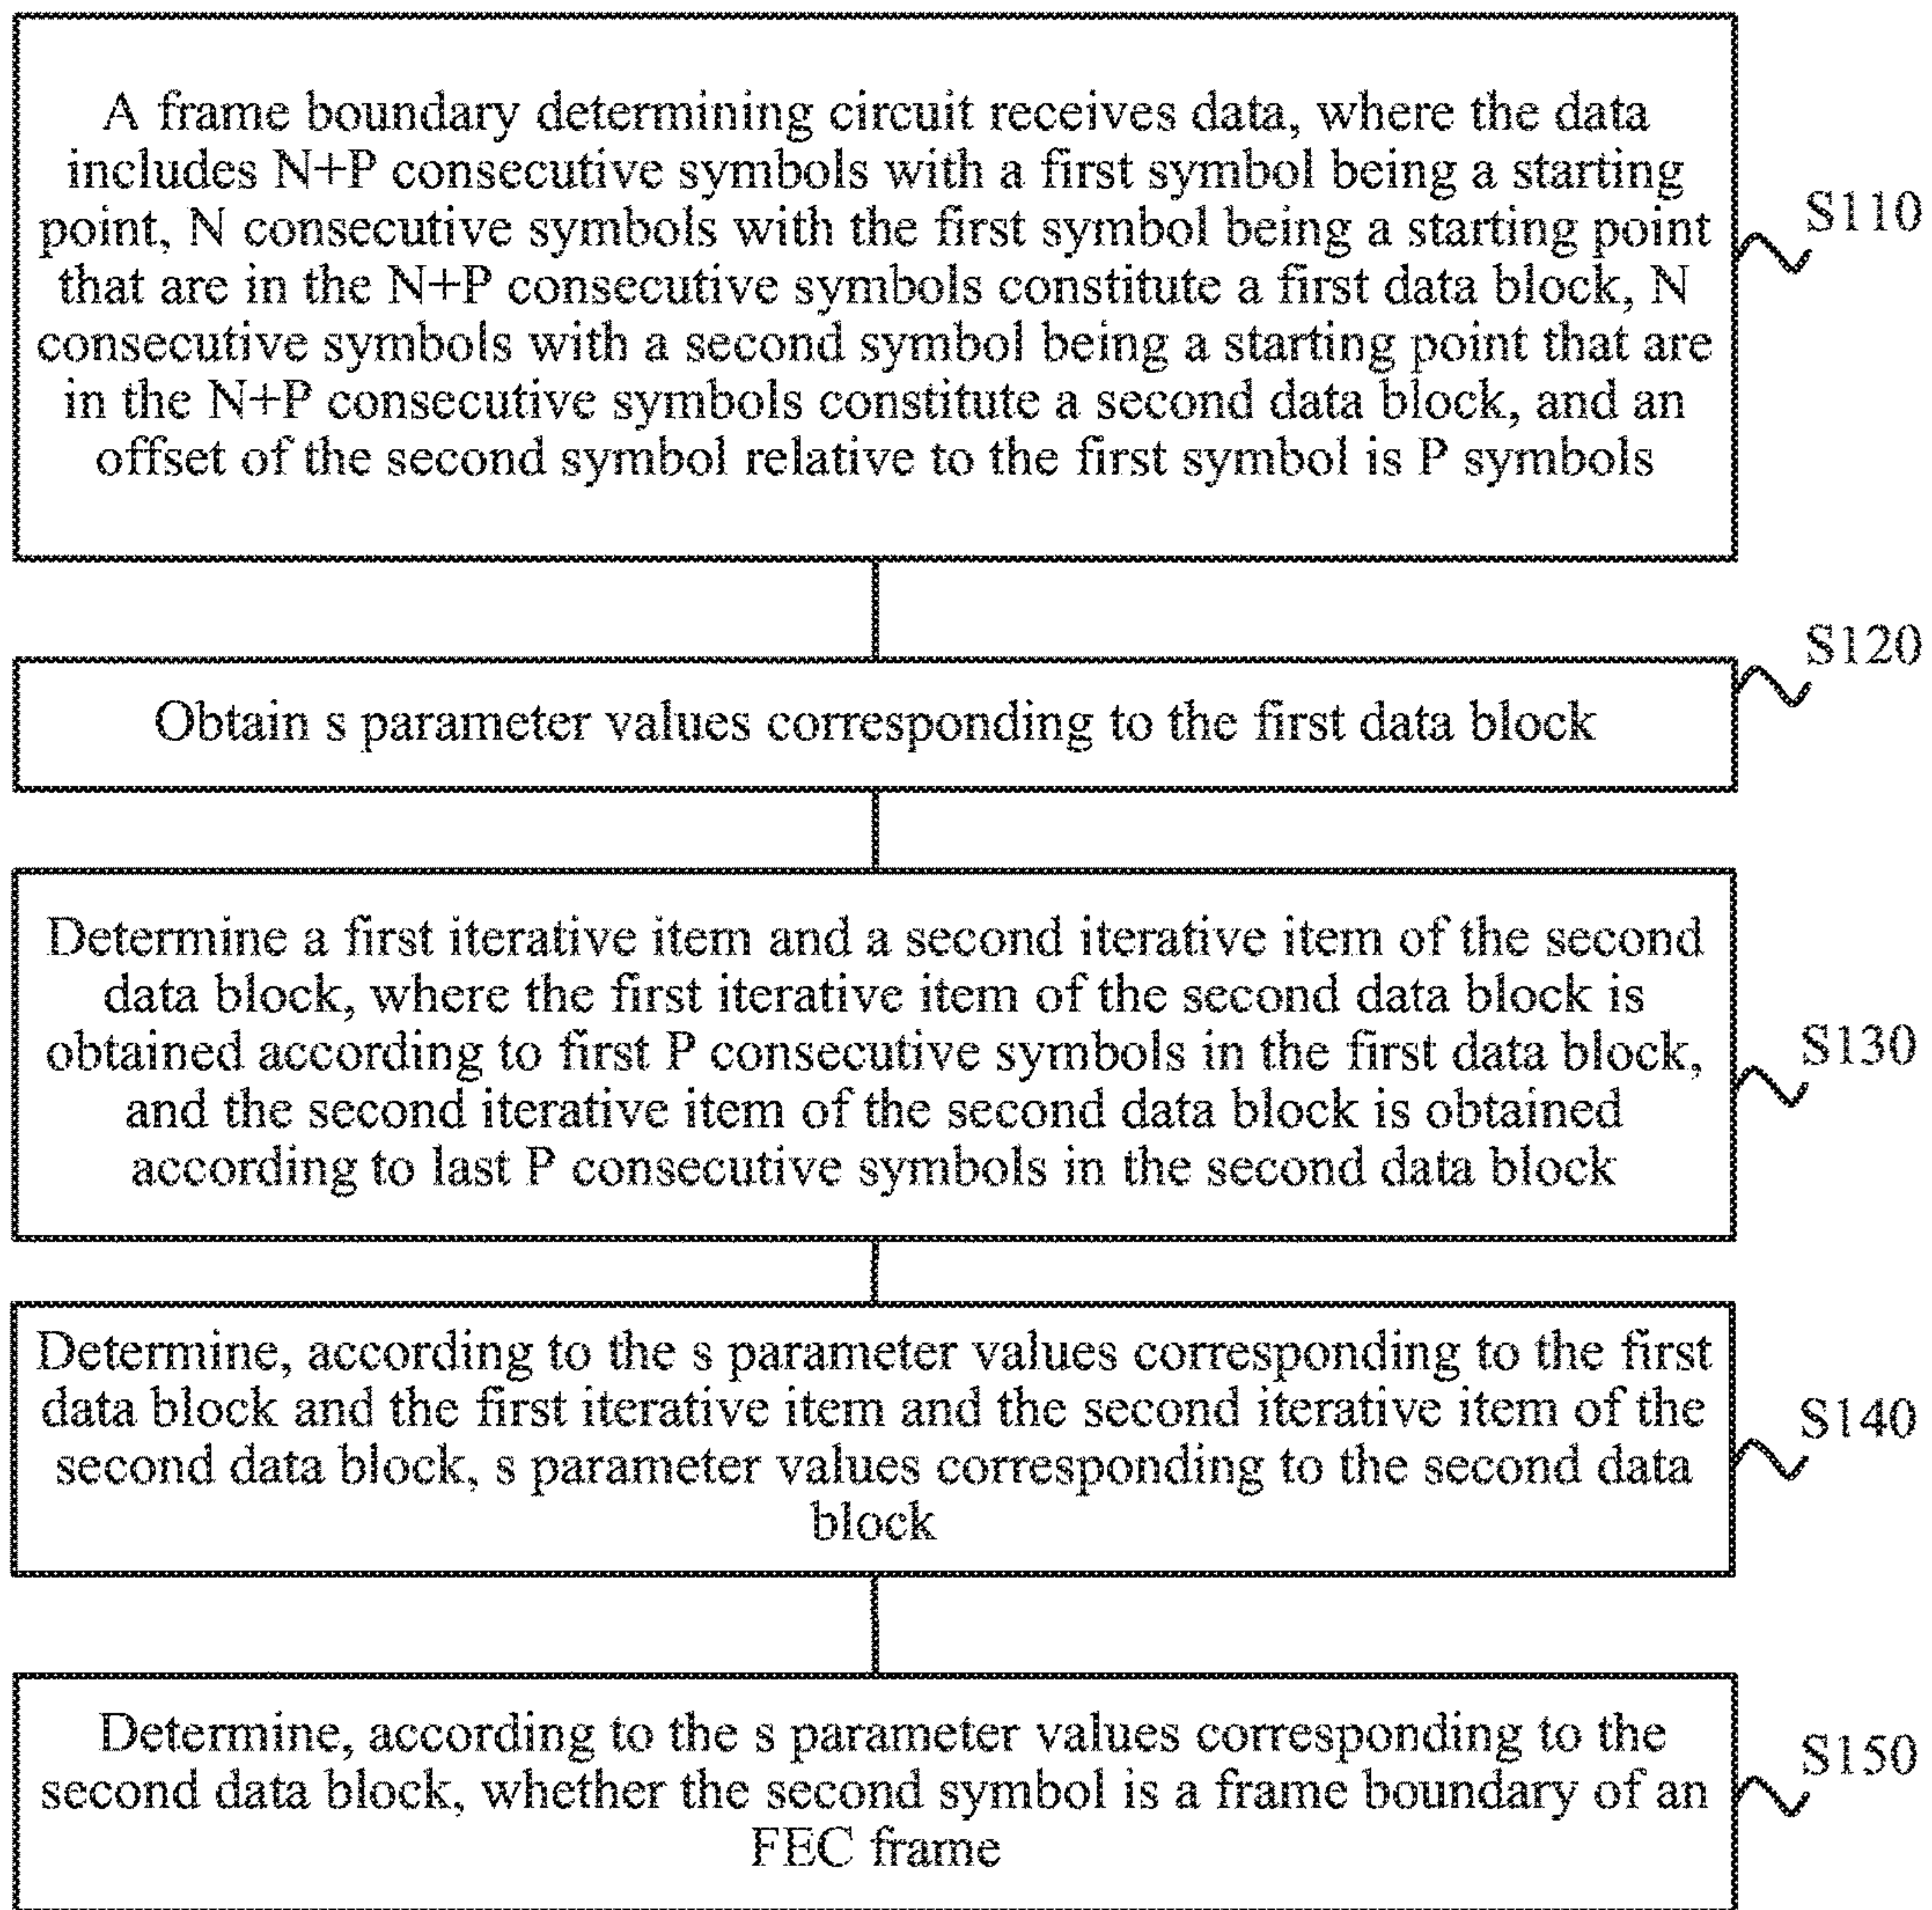 A frame boundary determining circuit receives data, where the data
includes N+P consecutive symbols with a first symbol being a starting
point, N consecutive symbols with the first symbol being a starting point
that are in the N+P consecutive symbols constitute a first data block, N
consecutive symbols with a second symbol being a starting point that are
in the N+P consecutive symbols constitute a second data block, and an
offset of the second symbol relative to the first symbol is P symbols
S110
S120
Obtain s parameter values corresponding to the first data block
Determine a first iterative item and a second iterative item of the second
data block, where the first iterative item of the second data block is
obtained according to first P consecutive symbols in the first data block,
and the second iterative item of the second data block is obtained
according to last P consecutive symbols in the second data block
S130
Determine, according to the s parameter values corresponding to the first
data block and the first iterative item and the second iterative item of the
second data block, s parameter values corresponding to the second data
block
S140
Determine, according to the s parameter values corresponding to the
second data block, whether the second symbol is a frame boundary of an
FEC frame
S150